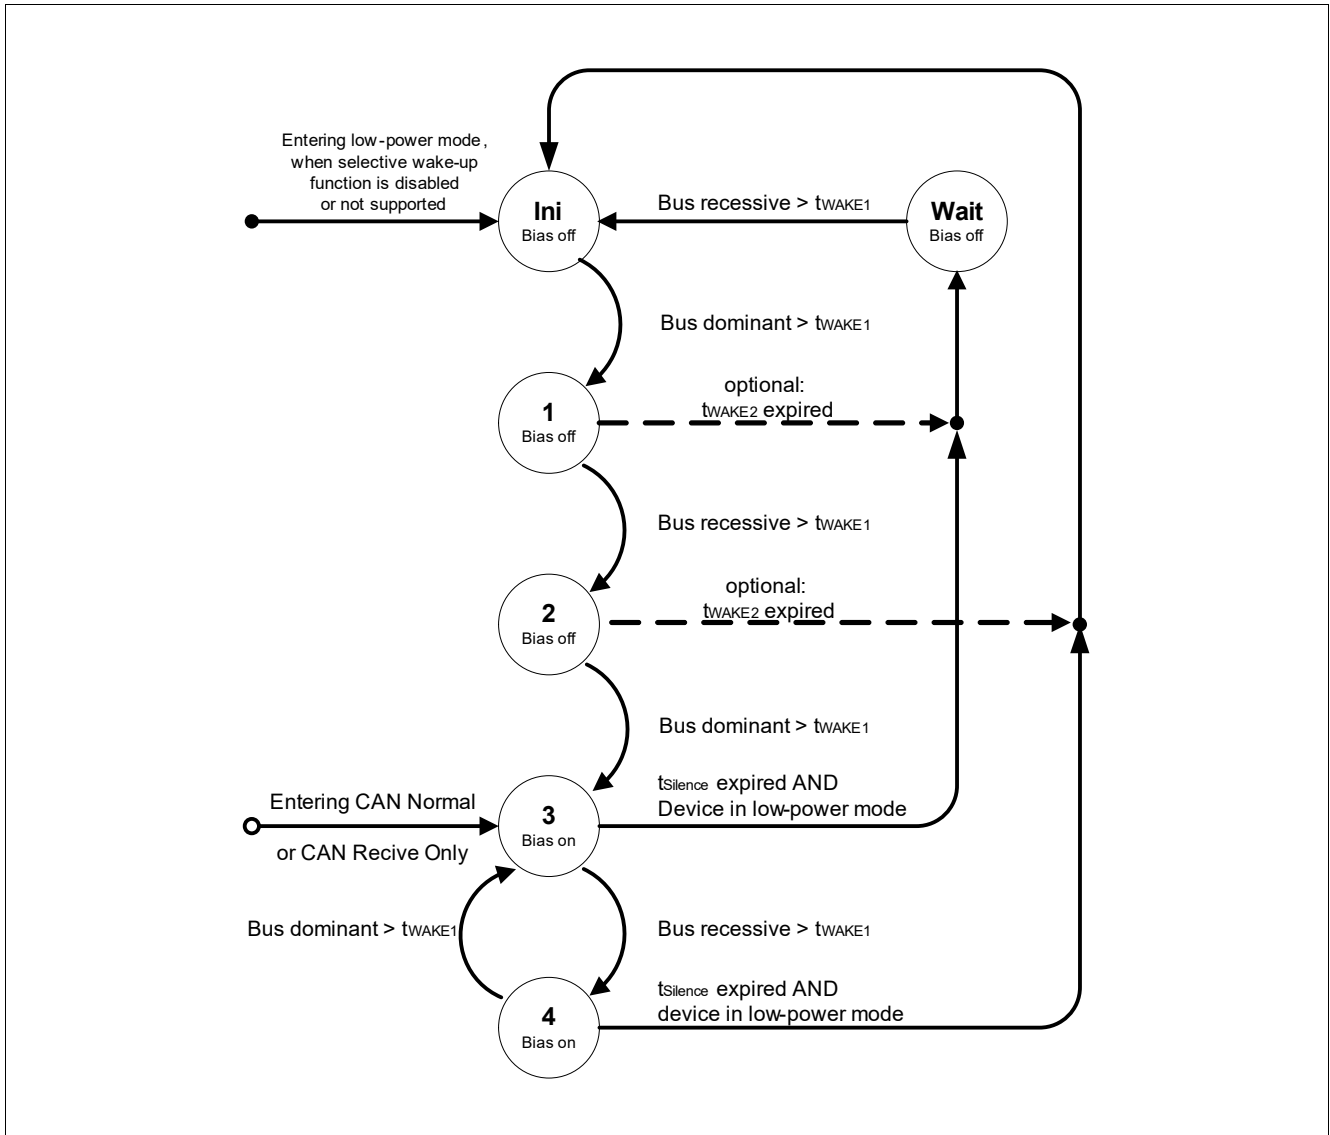 Entering low-power mode,
when selective wake-up
function is disabled
or not supported
Ini
Bias off
Bus recessive > tWAKE1
Wait
Bias off
Bus dominant > tWAKE1
1
Bias off
optional:
tWAKE2 expired
Bus recessive > tWAKE1
2
Bias off
optional:
tWAKE2 expired
Bus dominant > tWAKE1
Entering CAN Normal
or CAN Recive Only
3
Bias on
tSilence expired AND
Device in low-power mode
Bus dominant > tWAKE1
Bus recessive > tWAKE1
4
Bias on
tSilence expired AND
device in low-power mode